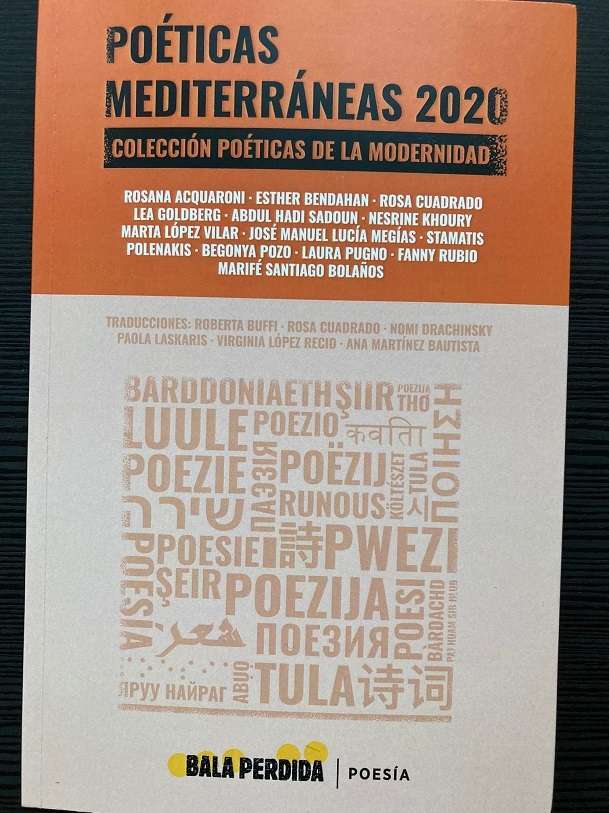 POÉTICAS
MEDITERRÁNEAS 2020
COLECCIÓN POÉTICAS DE LA MODERNIDAD
ROSANA ACQUARONI · ESTHER BENDAHAN · ROSA CUADRADO
LEA GOLDBERG · ABDUL HADI SADOUN · NESRINE KHOURY
MARTA LÓPEZ VILAR · JOSÉ MANUEL LUCÍA MEGÍAS · STAMATIS
POLENAKIS · BEGONYA POZO · LAURA PUGNO · FANNY RUBIO
MARIFÉ SANTIAGO BOLAÑOS
TRADUCCIONES: ROBERTA BUFFI · ROSA CUADRADO · NOMI DRACHINSKY
PAOLA LASKARIS · VIRGINIA LÓPEZ RECIO · ANA MARTÍNEZ BAUTISTA
BARDDONIAETH
ŞIIR
POEZIJA
THƠ
LUULE
POEZIO
कविता
ΠΟΙΗΣΗ
POEZIE
ПАЭЗІЯ
POËZIJ
KÖLTÉSZET
TULA
שירר
RUNOUS
시
POESÍA
POESIE
詩
PWEZI
ŞEIR
POEZIJA
POESI
BÀRDACHD
شعر
ПОЕЗИЯ
ЯРУУ НАЙРАГ
TULA
诗词
BALA PERDIDA
POESÍA